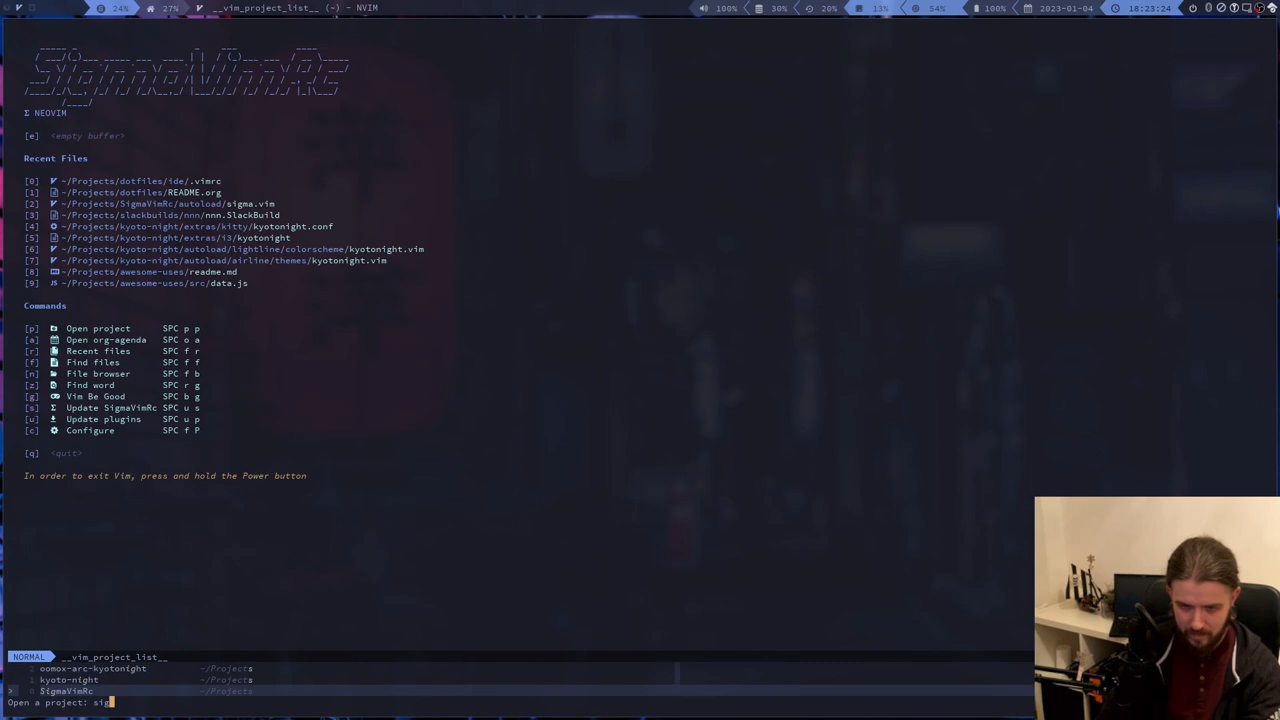 24% 27% __vim_project_list__ (~) - NVIM 100% 30% 20% 13% 54% 100% 2023-01-04 18:23:24
SigmaVimRc
Σ NEOVIM
[e] <empty buffer>
Recent Files
[0] ~/Projects/dotfiles/ide/.vimrc
[1] ~/Projects/dotfiles/README.org
[2] ~/Projects/SigmaVimRc/autoload/sigma.vim
[3] ~/Projects/slackbuilds/nnn/nnn.SlackBuild
[4] ~/Projects/kyoto-night/extras/kitty/kyotonight.conf
[5] ~/Projects/kyoto-night/extras/i3/kyotonight
[6] ~/Projects/kyoto-night/autoload/lightline/colorscheme/kyotonight.vim
[7] ~/Projects/kyoto-night/autoload/airline/themes/kyotonight.vim
[8] ~/Projects/awesome-uses/readme.md
[9] JS ~/Projects/awesome-uses/src/data.js
Commands
[p] Open project SPC p p
[a] Open org-agenda SPC o a
[r] Recent files SPC f r
[f] Find files SPC f f
[n] File browser SPC f b
[z] Find word SPC r g
[g] Vim Be Good SPC b g
[s] Σ Update SigmaVimRc SPC u s
[u] Update plugins SPC u p
[c] Configure SPC f P
[q] <quit>
In order to exit Vim, press and hold the Power button
NORMAL __vim_project_list__
2 oomox-arc-kyotonight ~/Projects
1 kyoto-night ~/Projects
> 0 SigmaVimRc ~/Projects
Open a project: sig